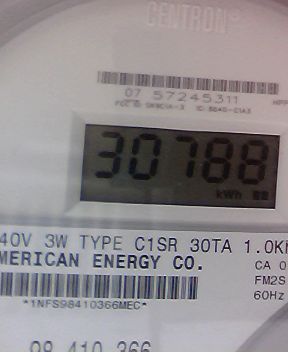 CENTRON®
07 57245311
30788
kWh
40V 3W TYPE C1SR 30TA 1.0K
MERICAN ENERGY CO.
CA 0
FM2S
60Hz
*1NFS98410366MEC*
98 410 366